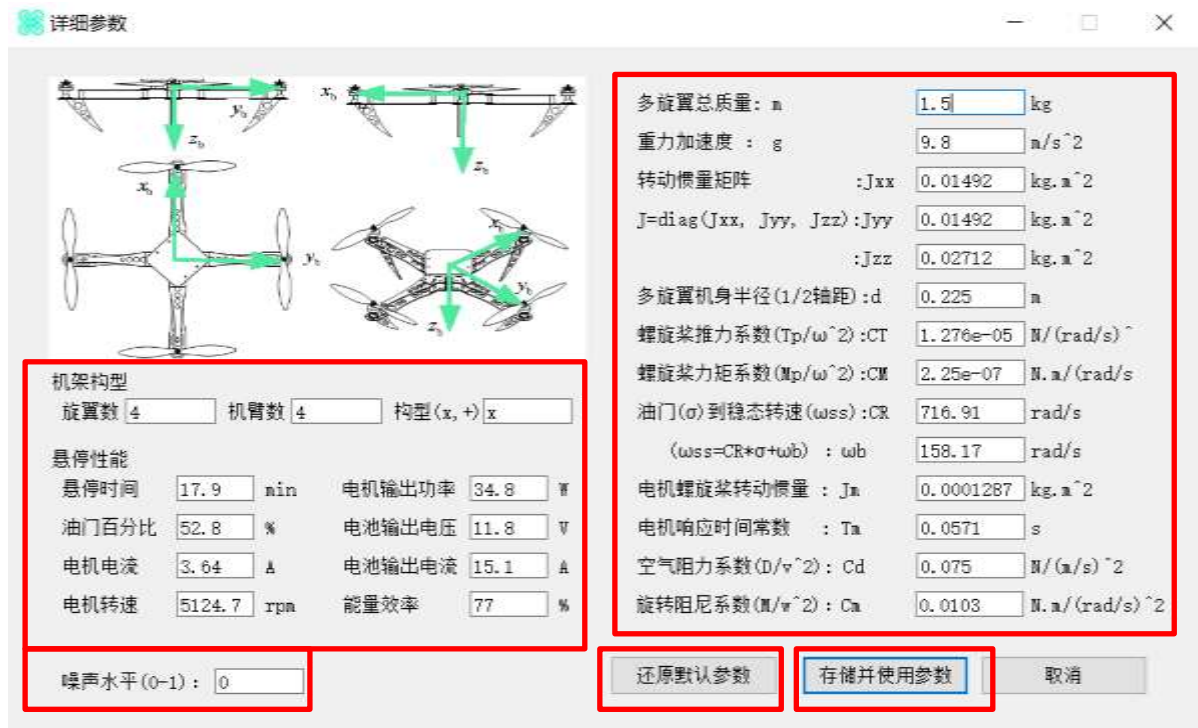 详细参数
y_b
z_b
x_b
z_b
x_b
y_b
x_b
y_b
z_b
机架构型
旋翼数 4 机臂数 4 构型(x,+) x
悬停性能
悬停时间 17.9 min 电机输出功率 34.8 W
油门百分比 52.8 % 电池输出电压 11.8 V
电机电流 3.64 A 电池输出电流 15.1 A
电机转速 5124.7 rpm 能量效率 77 %
噪声水平(0-1): 0
多旋翼总质量: m 1.5 kg
重力加速度 : g 9.8 m/s^2
转动惯量矩阵 :Jxx 0.01492 kg.m^2
J=diag(Jxx, Jyy, Jzz):Jyy 0.01492 kg.m^2
:Jzz 0.02712 kg.m^2
多旋翼机身半径(1/2轴距):d 0.225 m
螺旋桨推力系数(Tp/ω^2):CT 1.276e-05 N/(rad/s)^
螺旋桨力矩系数(Mp/ω^2):CM 2.25e-07 N.m/(rad/s
油门(σ)到稳态转速(ωss):CR 716.91 rad/s
(ωss=CR*σ+ωb) : ωb 158.17 rad/s
电机螺旋桨转动惯量 : Jm 0.0001287 kg.m^2
电机响应时间常数 : Tm 0.0571 s
空气阻力系数(D/v^2): Cd 0.075 N/(m/s)^2
旋转阻尼系数(M/w^2): Cm 0.0103 N.m/(rad/s)^2
还原默认参数 存储并使用参数 取消